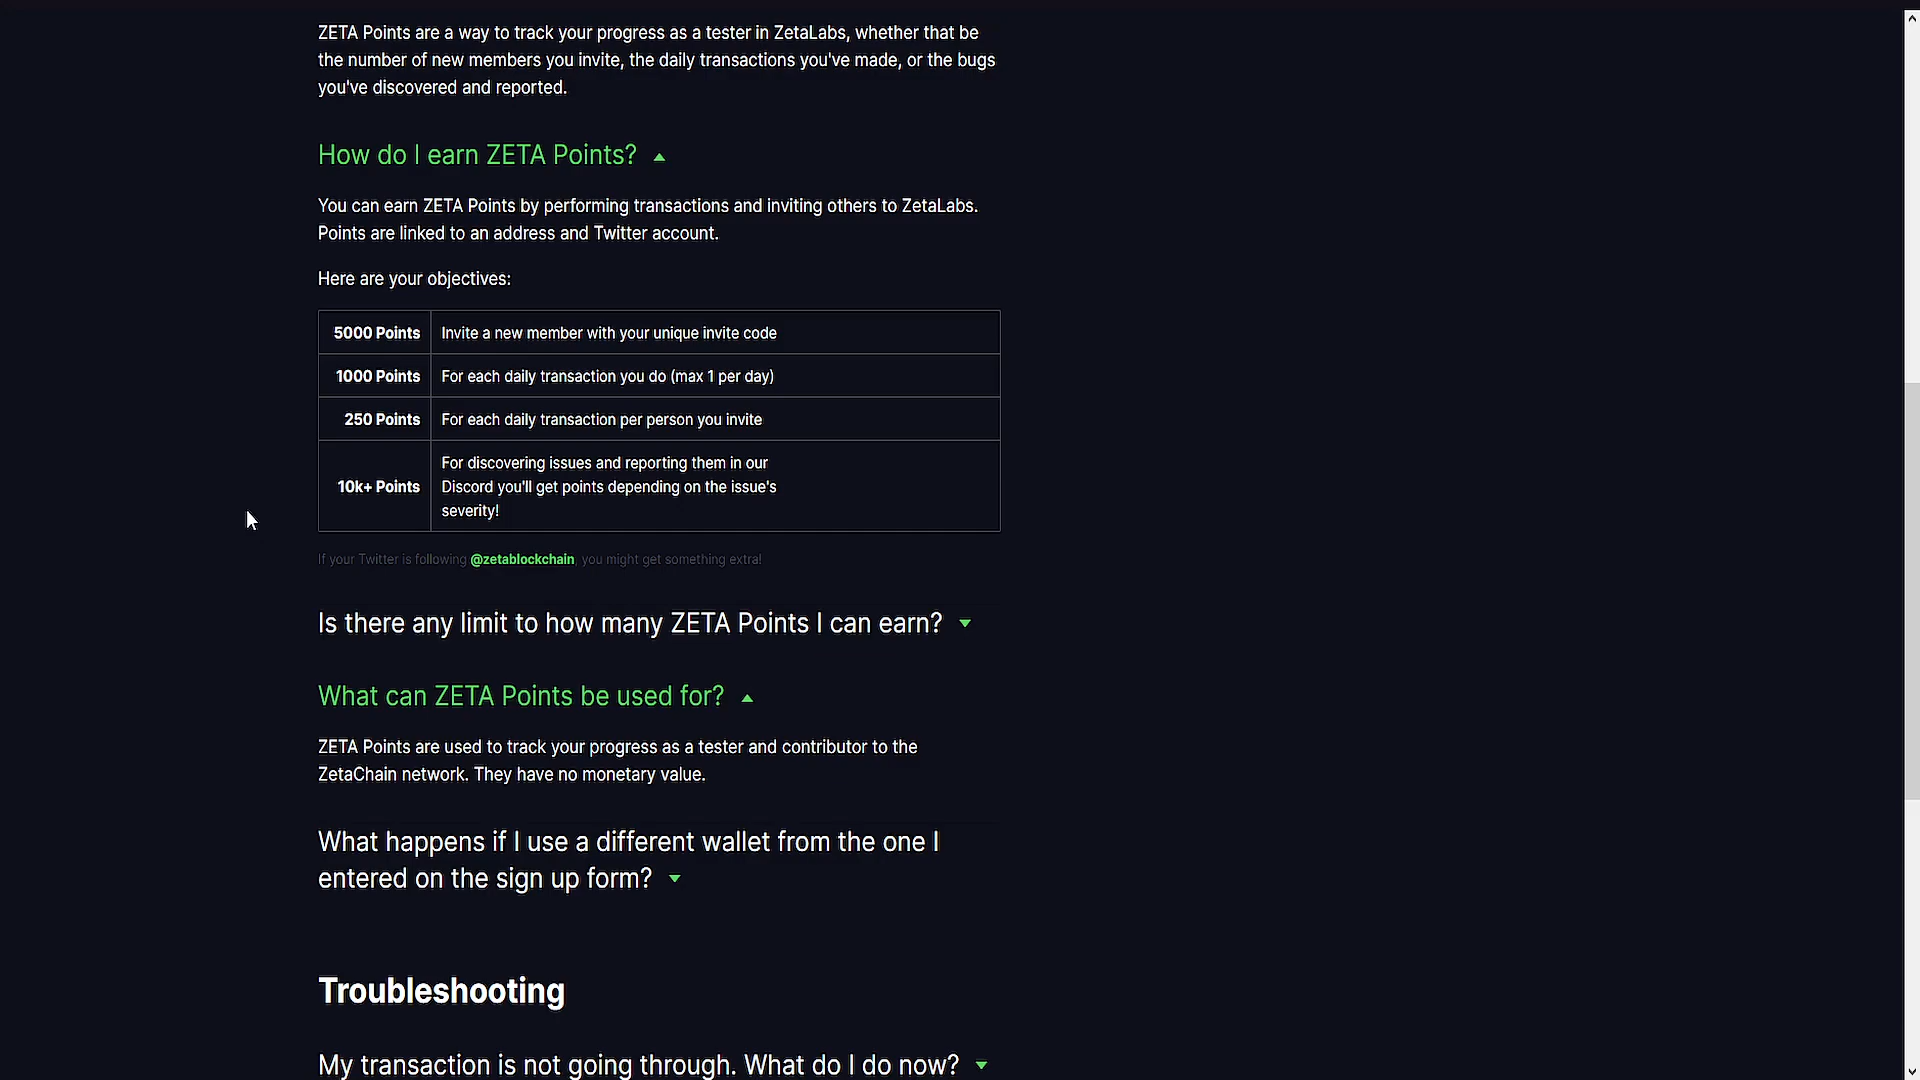 ZETA Points are a way to track your progress as a tester in ZetaLabs, whether that be
the number of new members you invite, the daily transactions you've made, or the bugs
you've discovered and reported.
How do I earn ZETA Points?
You can earn ZETA Points by performing transactions and inviting others to ZetaLabs.
Points are linked to an address and Twitter account.
Here are your objectives:
5000 Points Invite a new member with your unique invite code
1000 Points For each daily transaction you do (max 1 per day)
250 Points For each daily transaction per person you invite
10k+ Points For discovering issues and reporting them in our
Discord you'll get points depending on the issue's
severity!
If your Twitter is following @zetablockchain, you might get something extra!
Is there any limit to how many ZETA Points I can earn?
What can ZETA Points be used for?
ZETA Points are used to track your progress as a tester and contributor to the
ZetaChain network. They have no monetary value.
What happens if I use a different wallet from the one I
entered on the sign up form?
Troubleshooting
My transaction is not going through. What do I do now?